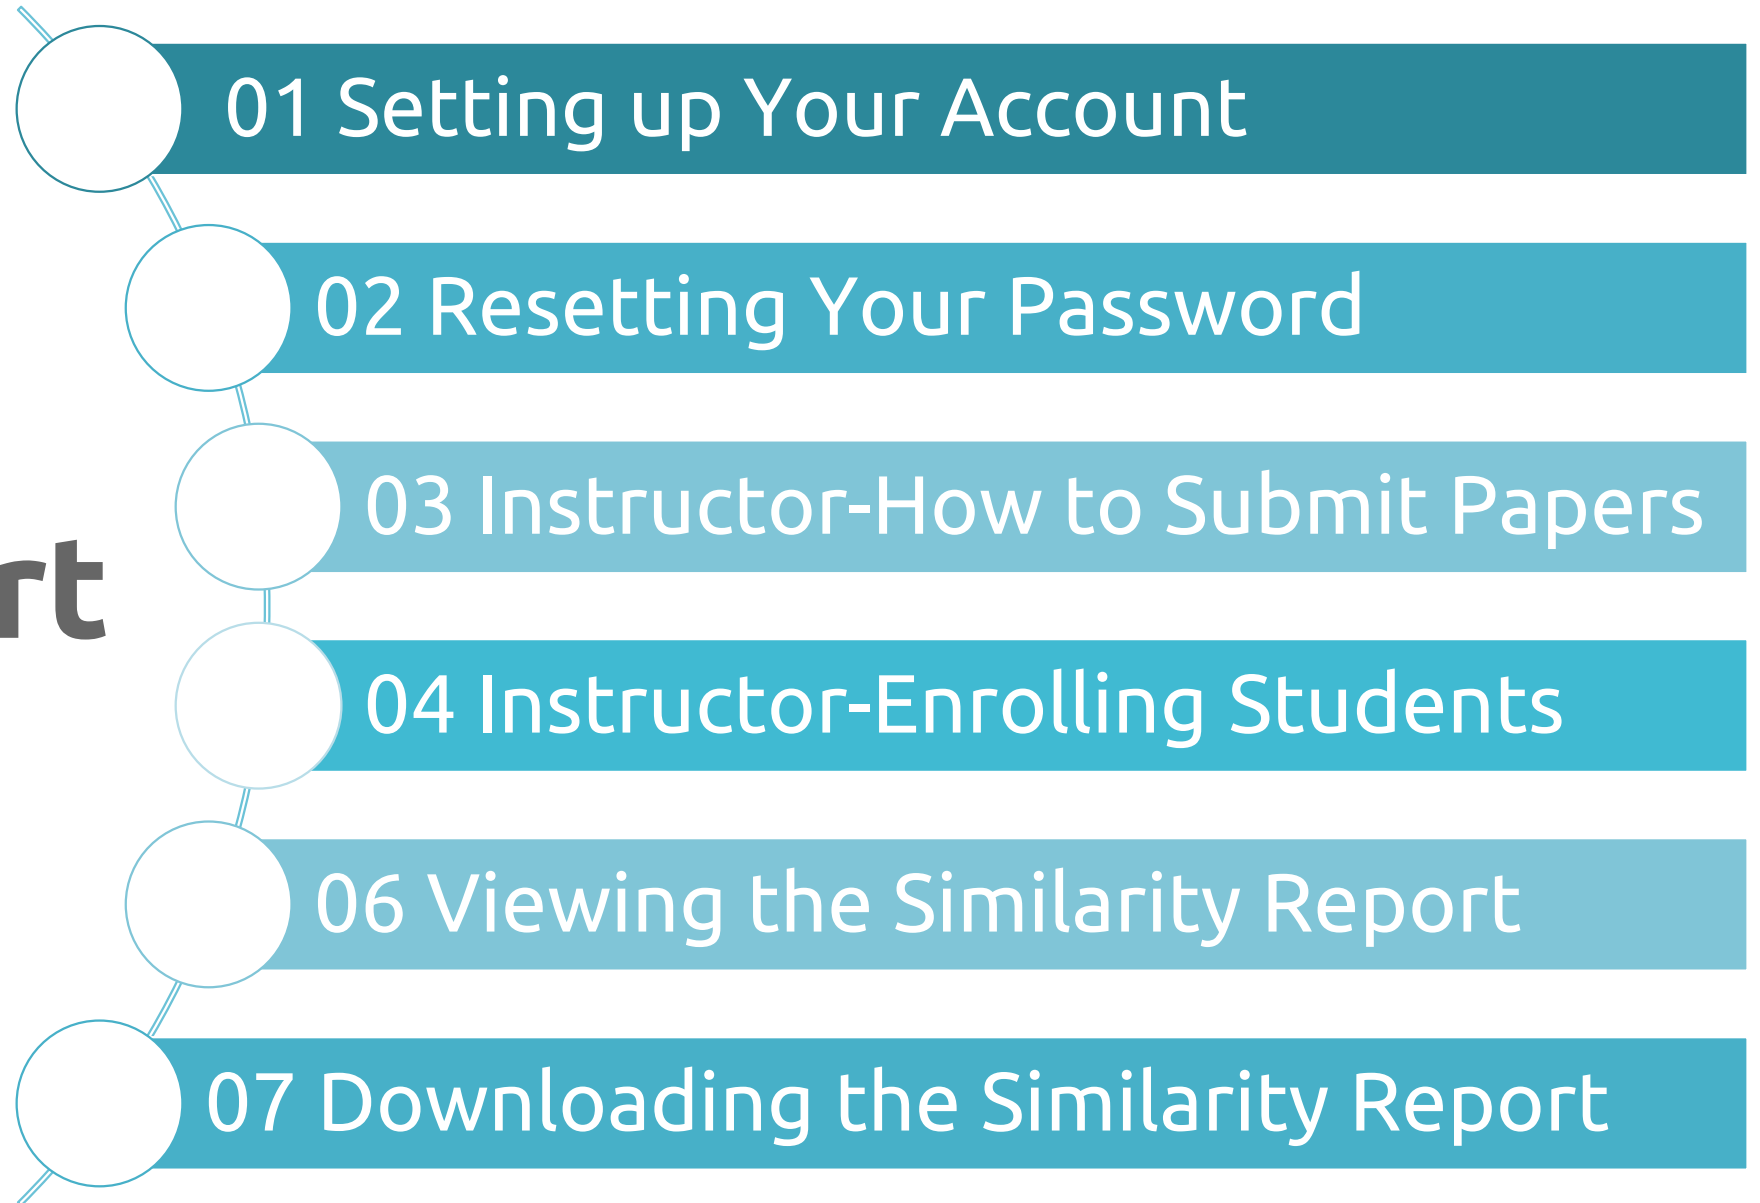 01 Setting up Your Account
02 Resetting Your Password
03 Instructor-How to Submit Papers
rt
04 Instructor-Enrolling Students
06 Viewing the Similarity Report
07 Downloading the Similarity Report